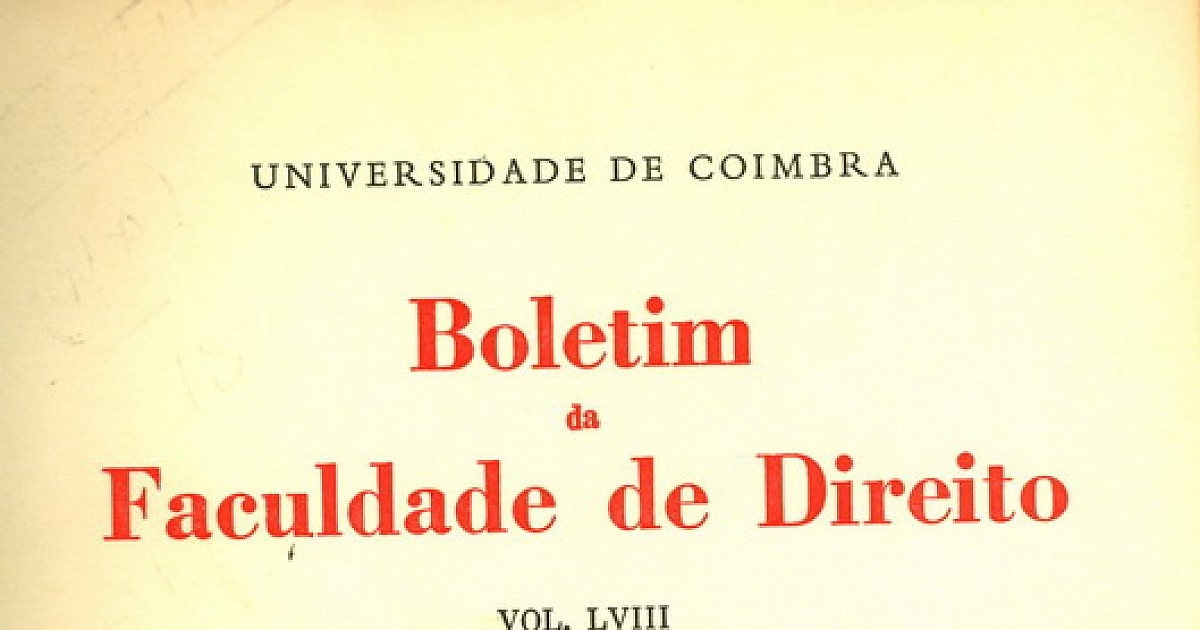 UNIVERSIDADE DE COIMBRA
Boletim
da
Faculdade de Direito
VOL. LVIII